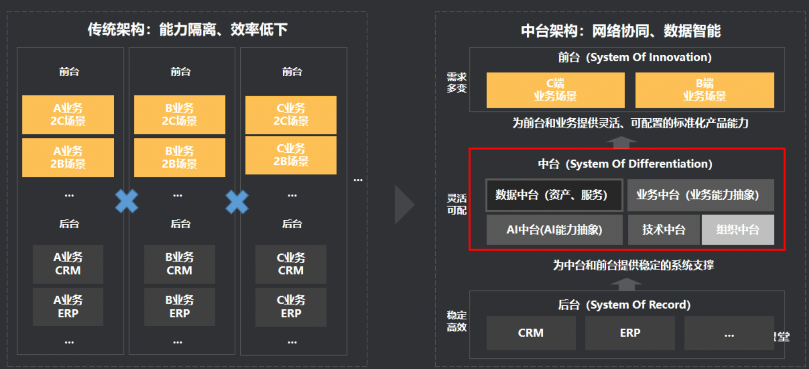 传统架构：能力隔离、效率低下
前台
A业务
2C场景
A业务
2B场景
...
后台
A业务
CRM
A业务
ERP
...
前台
B业务
2C场景
B业务
2B场景
...
后台
B业务
CRM
B业务
ERP
...
前台
C业务
2C场景
C业务
2B场景
...
后台
C业务
CRM
C业务
ERP
...
...
中台架构：网络协同、数据智能
需求
多变
前台（System Of Innovation）
C端
业务场景
B端
业务场景
为前台和业务提供灵活、可配置的标准化产品能力
灵活
可配
中台（System Of Differentiation）
数据中台（资产、服务）
业务中台（业务能力抽象）
AI中台(AI能力抽象)
技术中台
组织中台
为中台和前台提供稳定的系统支撑
稳定
高效
后台（System Of Record）
CRM
ERP
...
堂